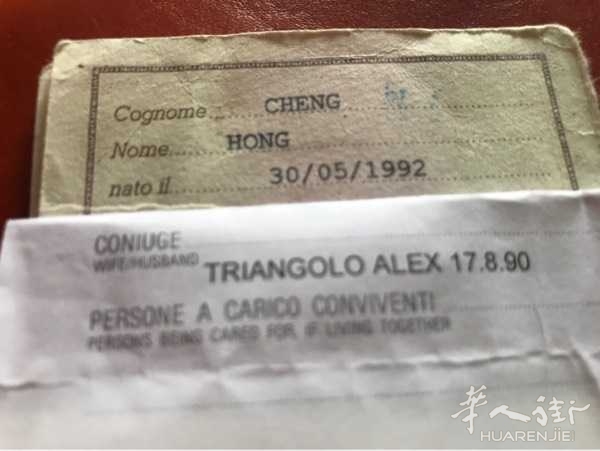 Cognome CHENG
Nome HONG
nato il 30/05/1992
CONIUGE
WIFE/HUSBAND TRIANGOLO ALEX 17.8.90
PERSONE A CARICO CONVIVENTI
PERSONS BEING CARED FOR, IF LIVING TOGETHER
華人街
HUARENJIE